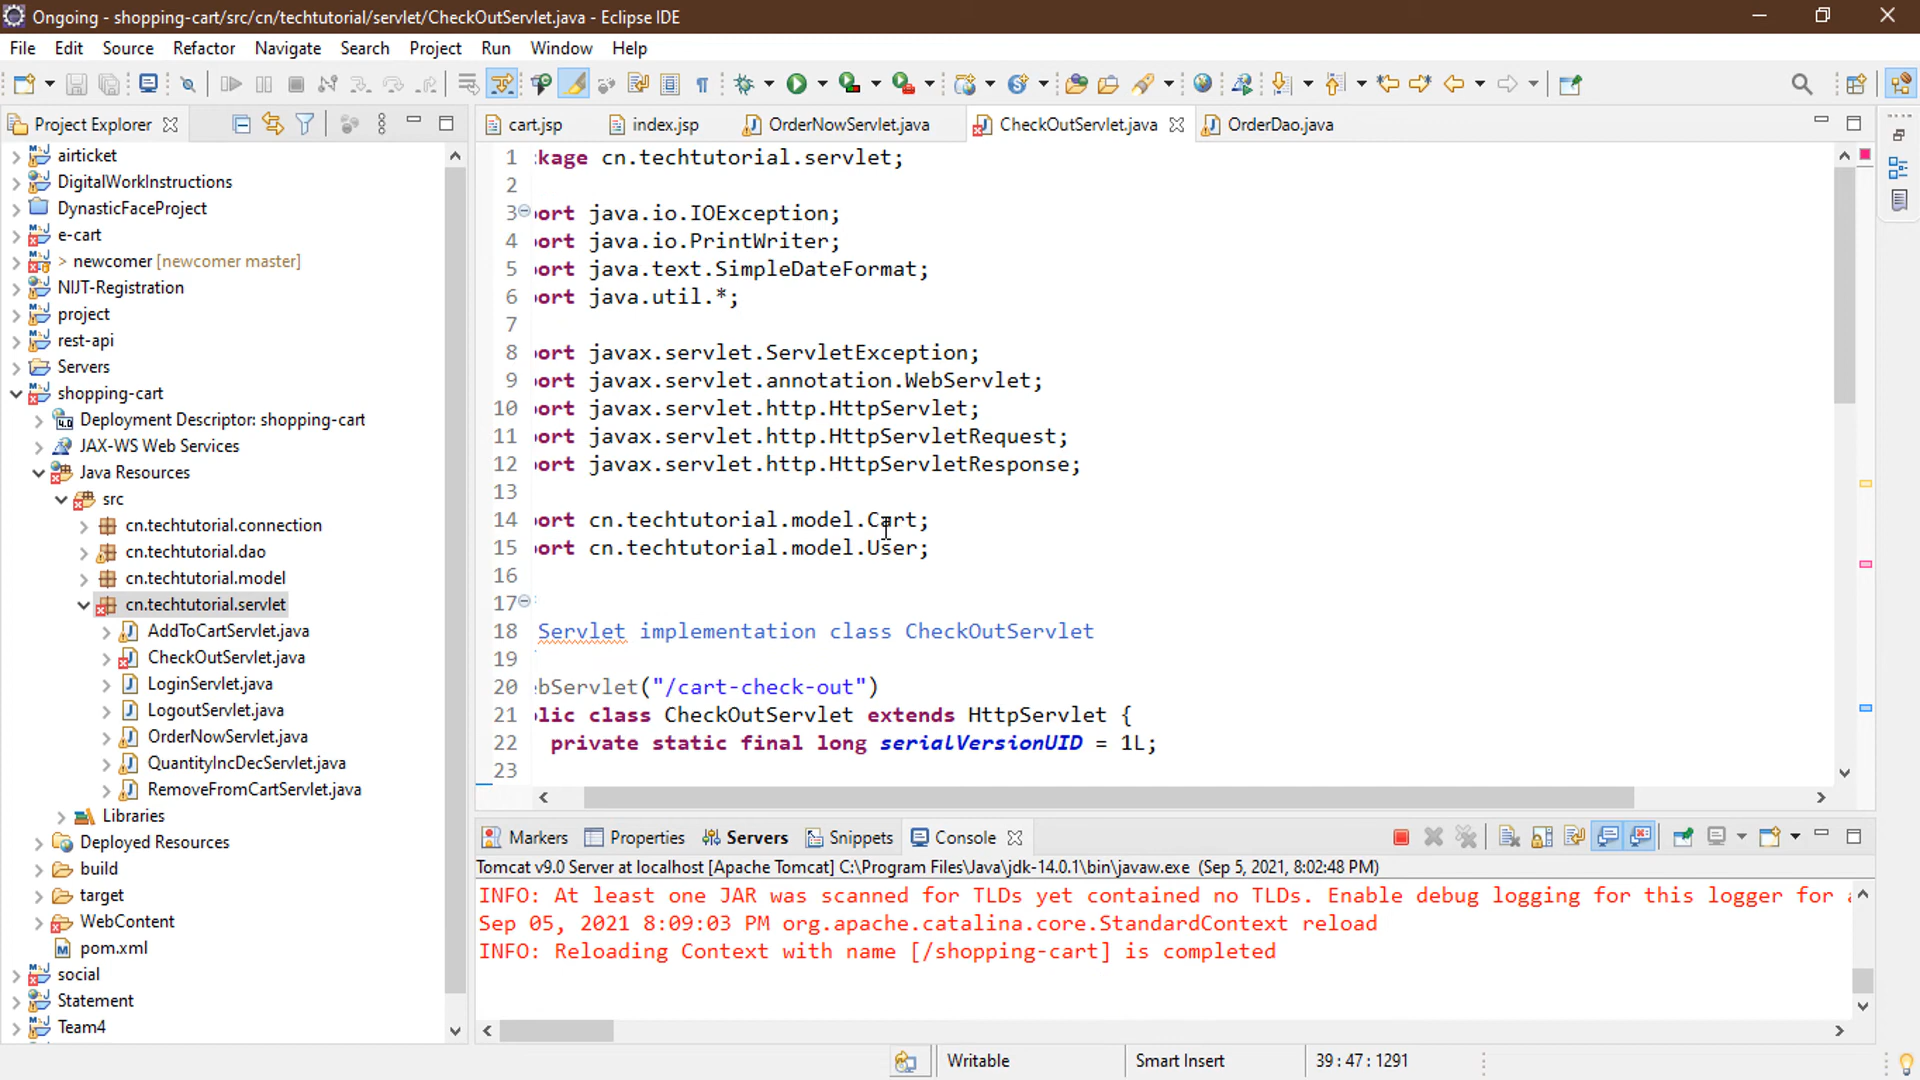 Ongoing - shopping-cart/src/cn/techtutorial/servlet/CheckOutServlet.java - Eclipse IDE
File Edit Source Refactor Navigate Search Project Run Window Help
Project Explorer
cart.jsp index.jsp OrderNowServlet.java CheckOutServlet.java OrderDao.java
airticket
DigitalWorkInstructions
DynasticFaceProject
e-cart
> newcomer [newcomer master]
NIJT-Registration
project
rest-api
Servers
shopping-cart
Deployment Descriptor: shopping-cart
4.0
JAX-WS Web Services
Java Resources
src
cn.techtutorial.connection
cn.techtutorial.dao
cn.techtutorial.model
cn.techtutorial.servlet
AddToCartServlet.java
CheckOutServlet.java
LoginServlet.java
LogoutServlet.java
OrderNowServlet.java
QuantityIncDecServlet.java
RemoveFromCartServlet.java
Libraries
Deployed Resources
build
target
WebContent
pom.xml
social
Statement
Team4
1 kage cn.techtutorial.servlet;
2
3 ort java.io.IOException;
4 ort java.io.PrintWriter;
5 ort java.text.SimpleDateFormat;
6 ort java.util.*;
7
8 ort javax.servlet.ServletException;
9 ort javax.servlet.annotation.WebServlet;
10 ort javax.servlet.http.HttpServlet;
11 ort javax.servlet.http.HttpServletRequest;
12 ort javax.servlet.http.HttpServletResponse;
13
14 ort cn.techtutorial.model.Cart;
15 ort cn.techtutorial.model.User;
16
17
18 Servlet implementation class CheckOutServlet
19
20 bServlet("/cart-check-out")
21 lic class CheckOutServlet extends HttpServlet {
22 private static final long serialVersionUID = 1L;
23
Markers Properties Servers Snippets Console
Tomcat v9.0 Server at localhost [Apache Tomcat] C:\Program Files\Java\jdk-14.0.1\bin\javaw.exe (Sep 5, 2021, 8:02:48 PM)
INFO: At least one JAR was scanned for TLDs yet contained no TLDs. Enable debug logging for this logger for
Sep 05, 2021 8:09:03 PM org.apache.catalina.core.StandardContext reload
INFO: Reloading Context with name [/shopping-cart] is completed
Writable Smart Insert 39 : 47 : 1291